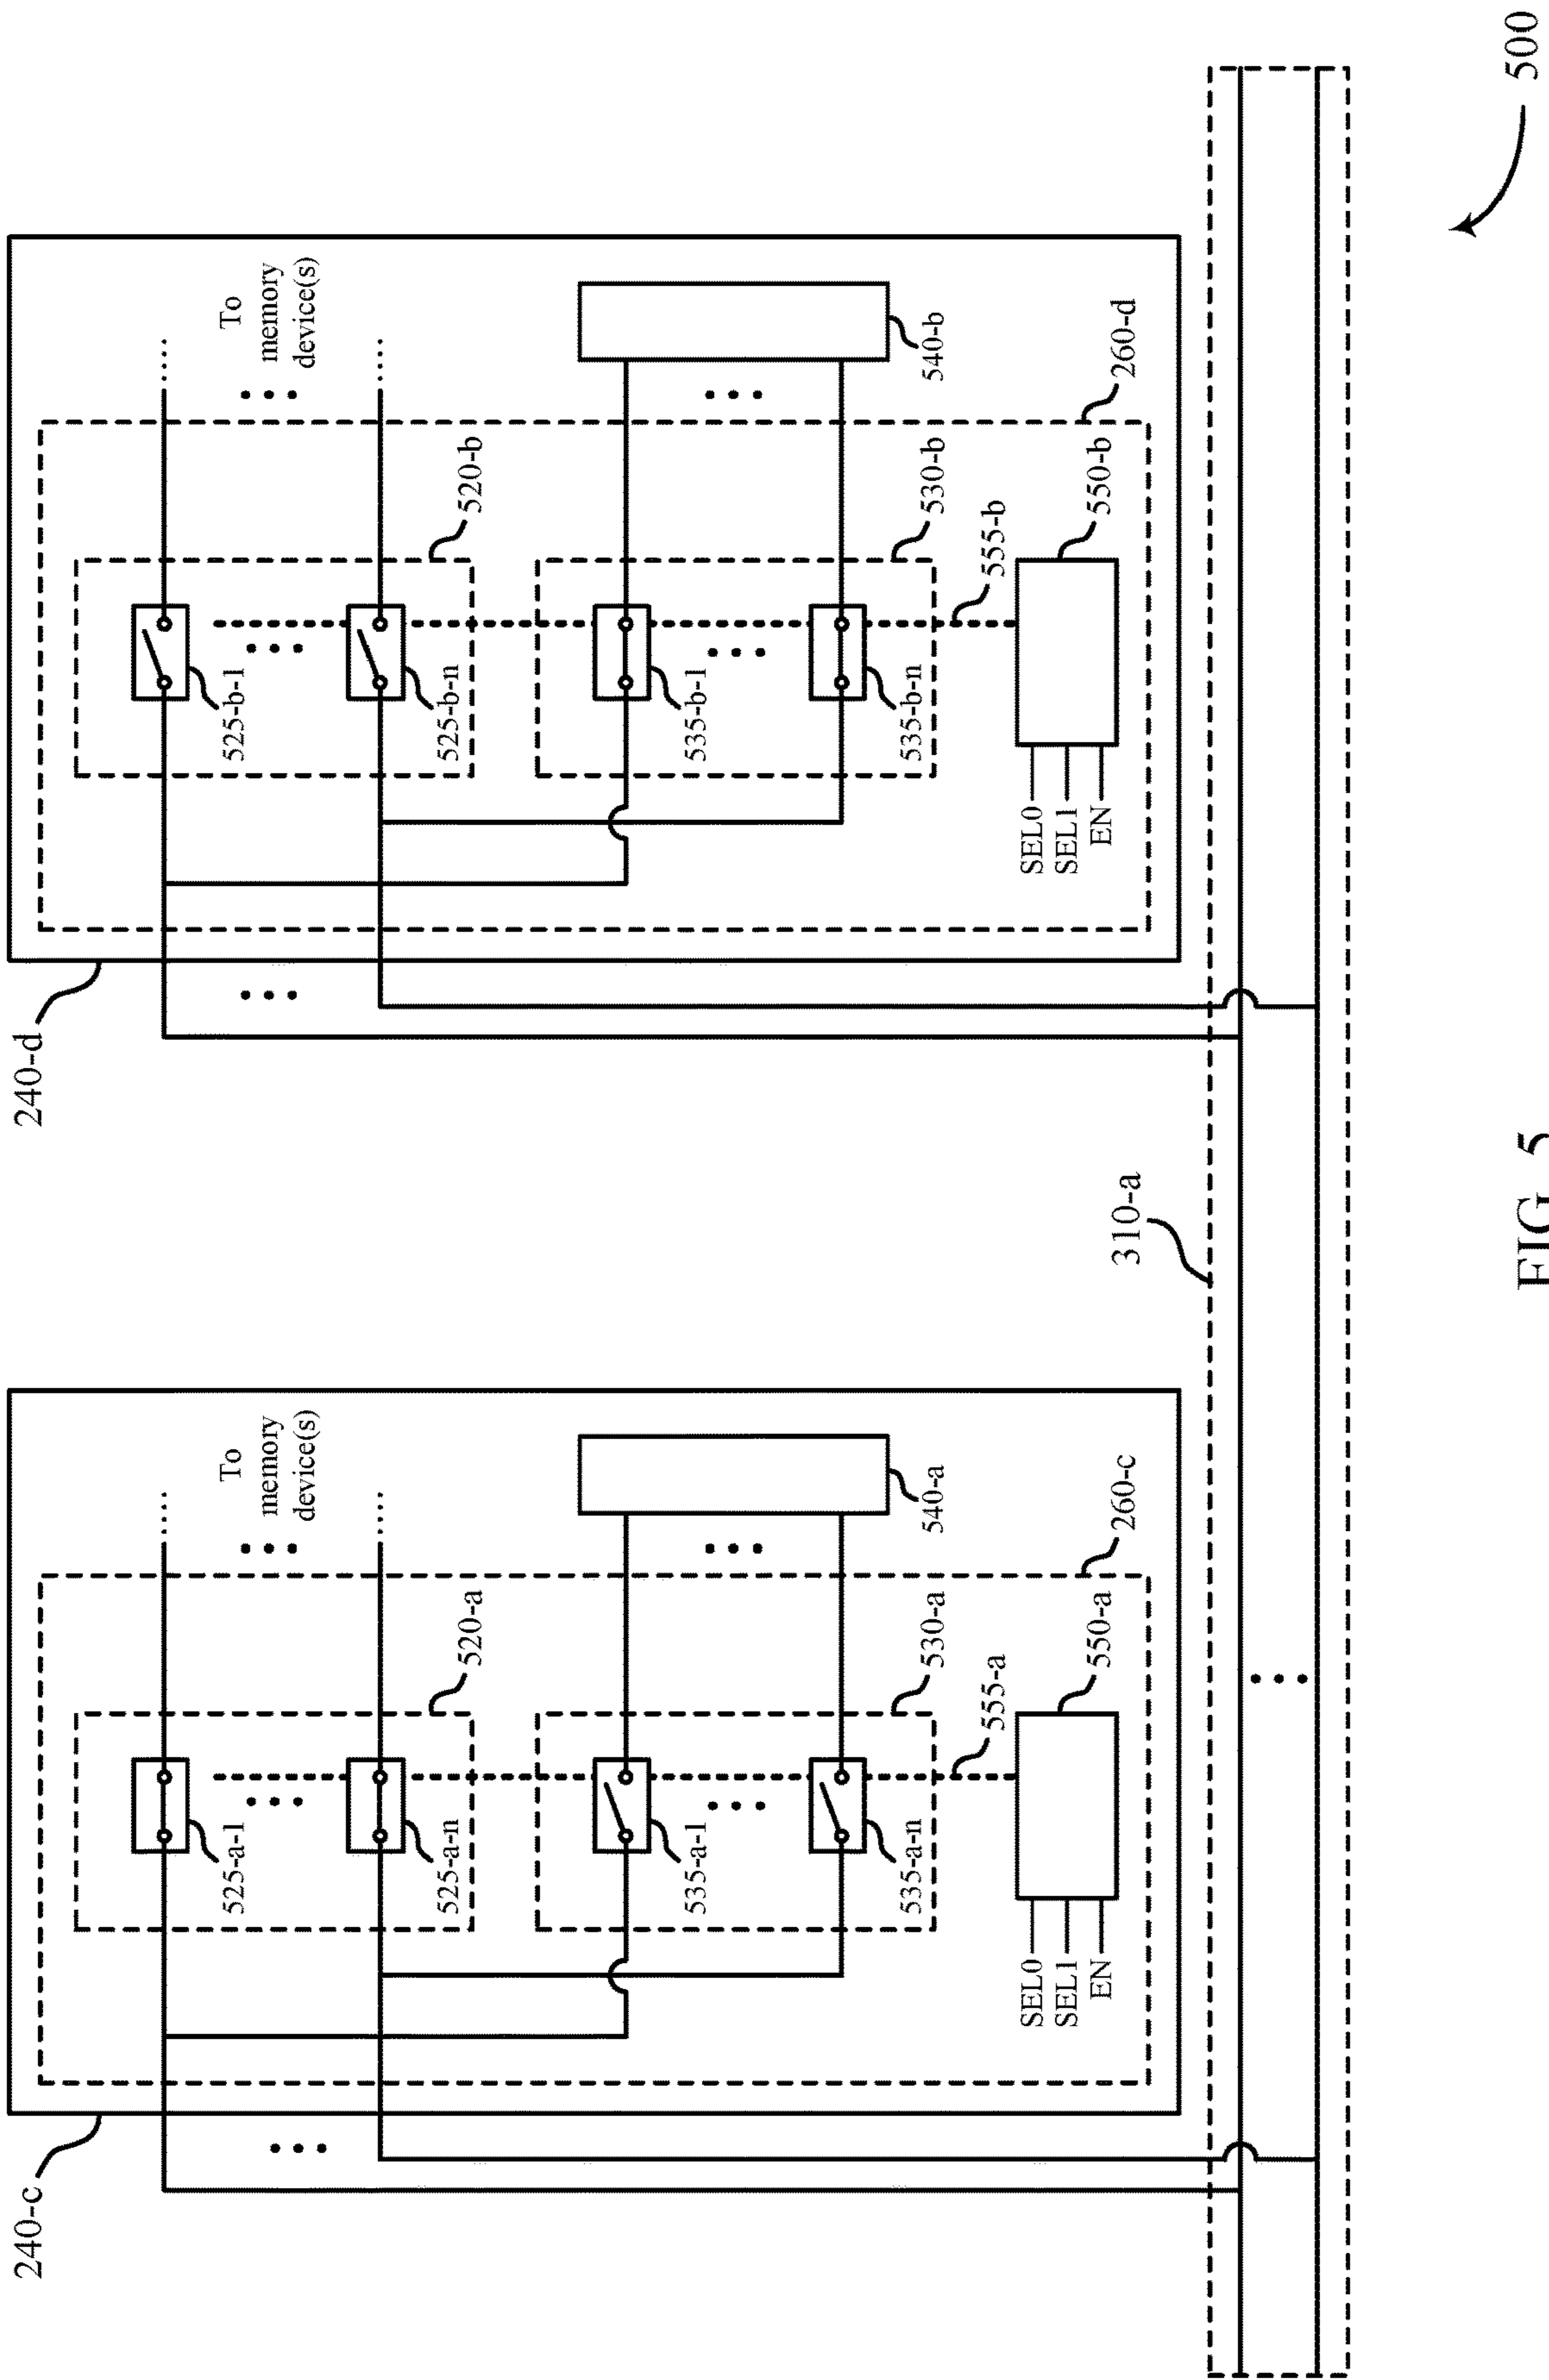 240-c
To
memory
device(s)
525-a-1
520-a
525-a-n
535-a-1
530-a
540-a
535-a-n
555-a
SEL0
SEL1
EN
550-a
260-c
240-d
To
memory
device(s)
525-b-1
520-b
525-b-n
535-b-1
530-b
540-b
535-b-n
555-b
SEL0
SEL1
EN
550-b
260-d
310-a
500
FIG. 5